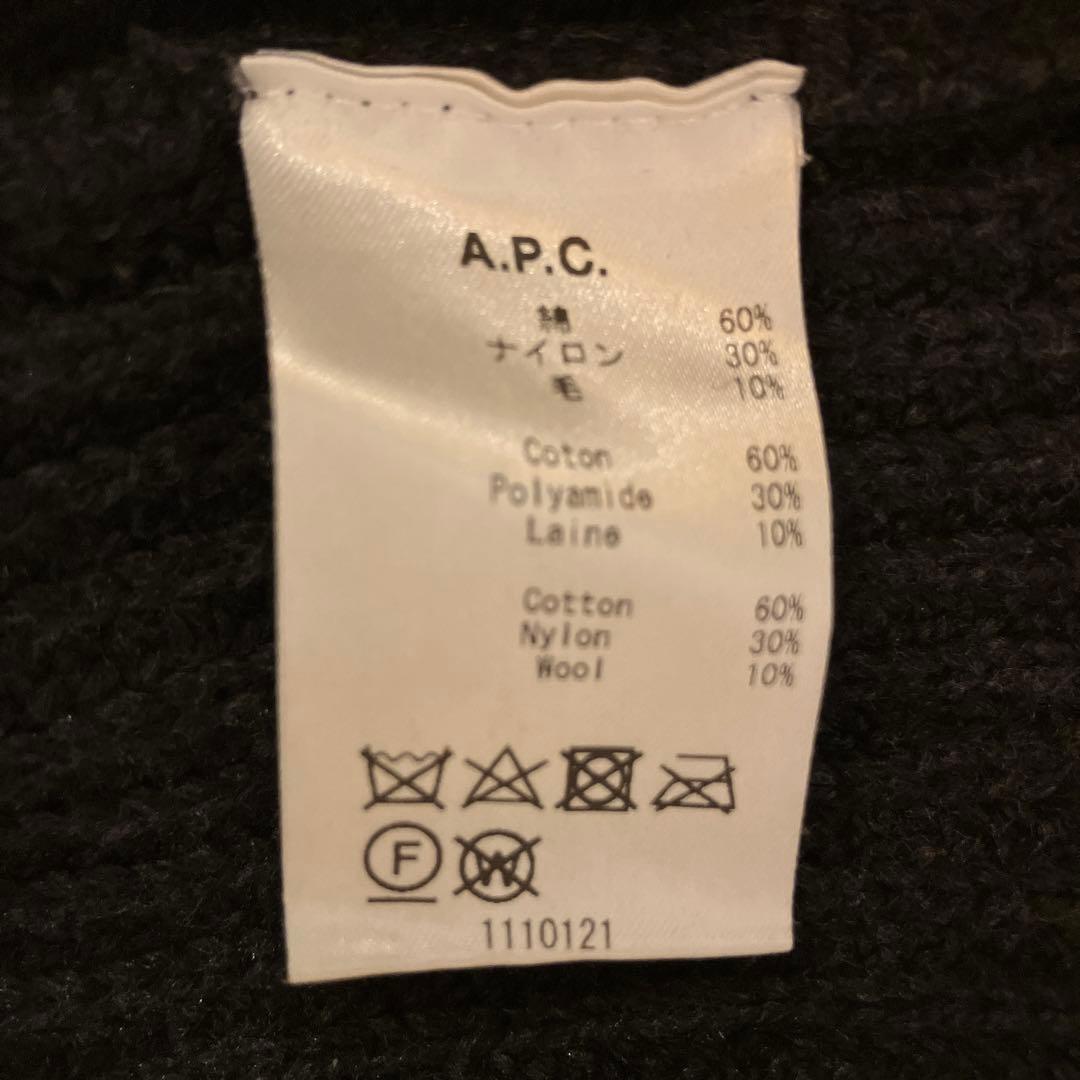 A.P.C.
綿 60%
ナイロン 30%
毛 10%
Coton 60%
Polyamide 30%
Laine 10%
Cotton 60%
Nylon 30%
Wool 10%
F W
1110121